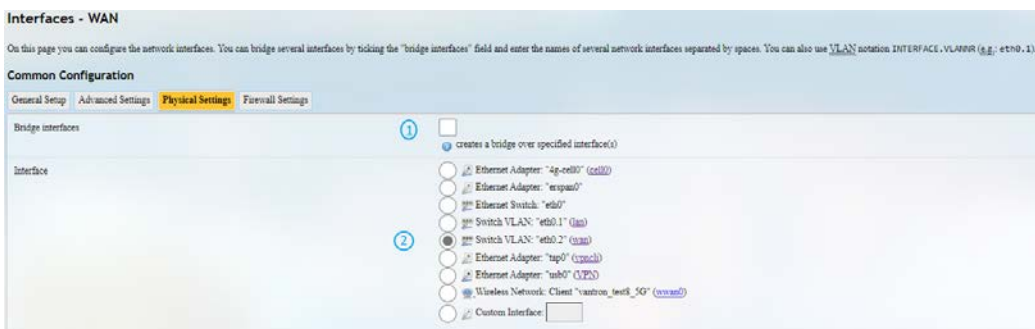 Interfaces - WAN
On this page you can configure the network interfaces. You can bridge several interfaces by ticking the "bridge interfaces" field and enter the names of several network interfaces separated by spaces. You can also use VLAN notation INTERFACE.VLANNR (e.g.: eth0.1)
Common Configuration
General Setup Advanced Settings Physical Settings Firewall Settings
Bridge interfaces 1
creates a bridge over specified interface(s)
Interface Ethernet Adapter: "4g-cell0" (cell0)
Ethernet Adapter: "erspan0"
Ethernet Switch: "eth0"
Switch VLAN: "eth0.1" (lan)
2 Switch VLAN: "eth0.2" (wan)
Ethernet Adapter: "tap0" (vpncli)
Ethernet Adapter: "usb0" (VPN)
Wireless Network: Client "vantron_test8_5G" (wwan0)
Custom Interface: